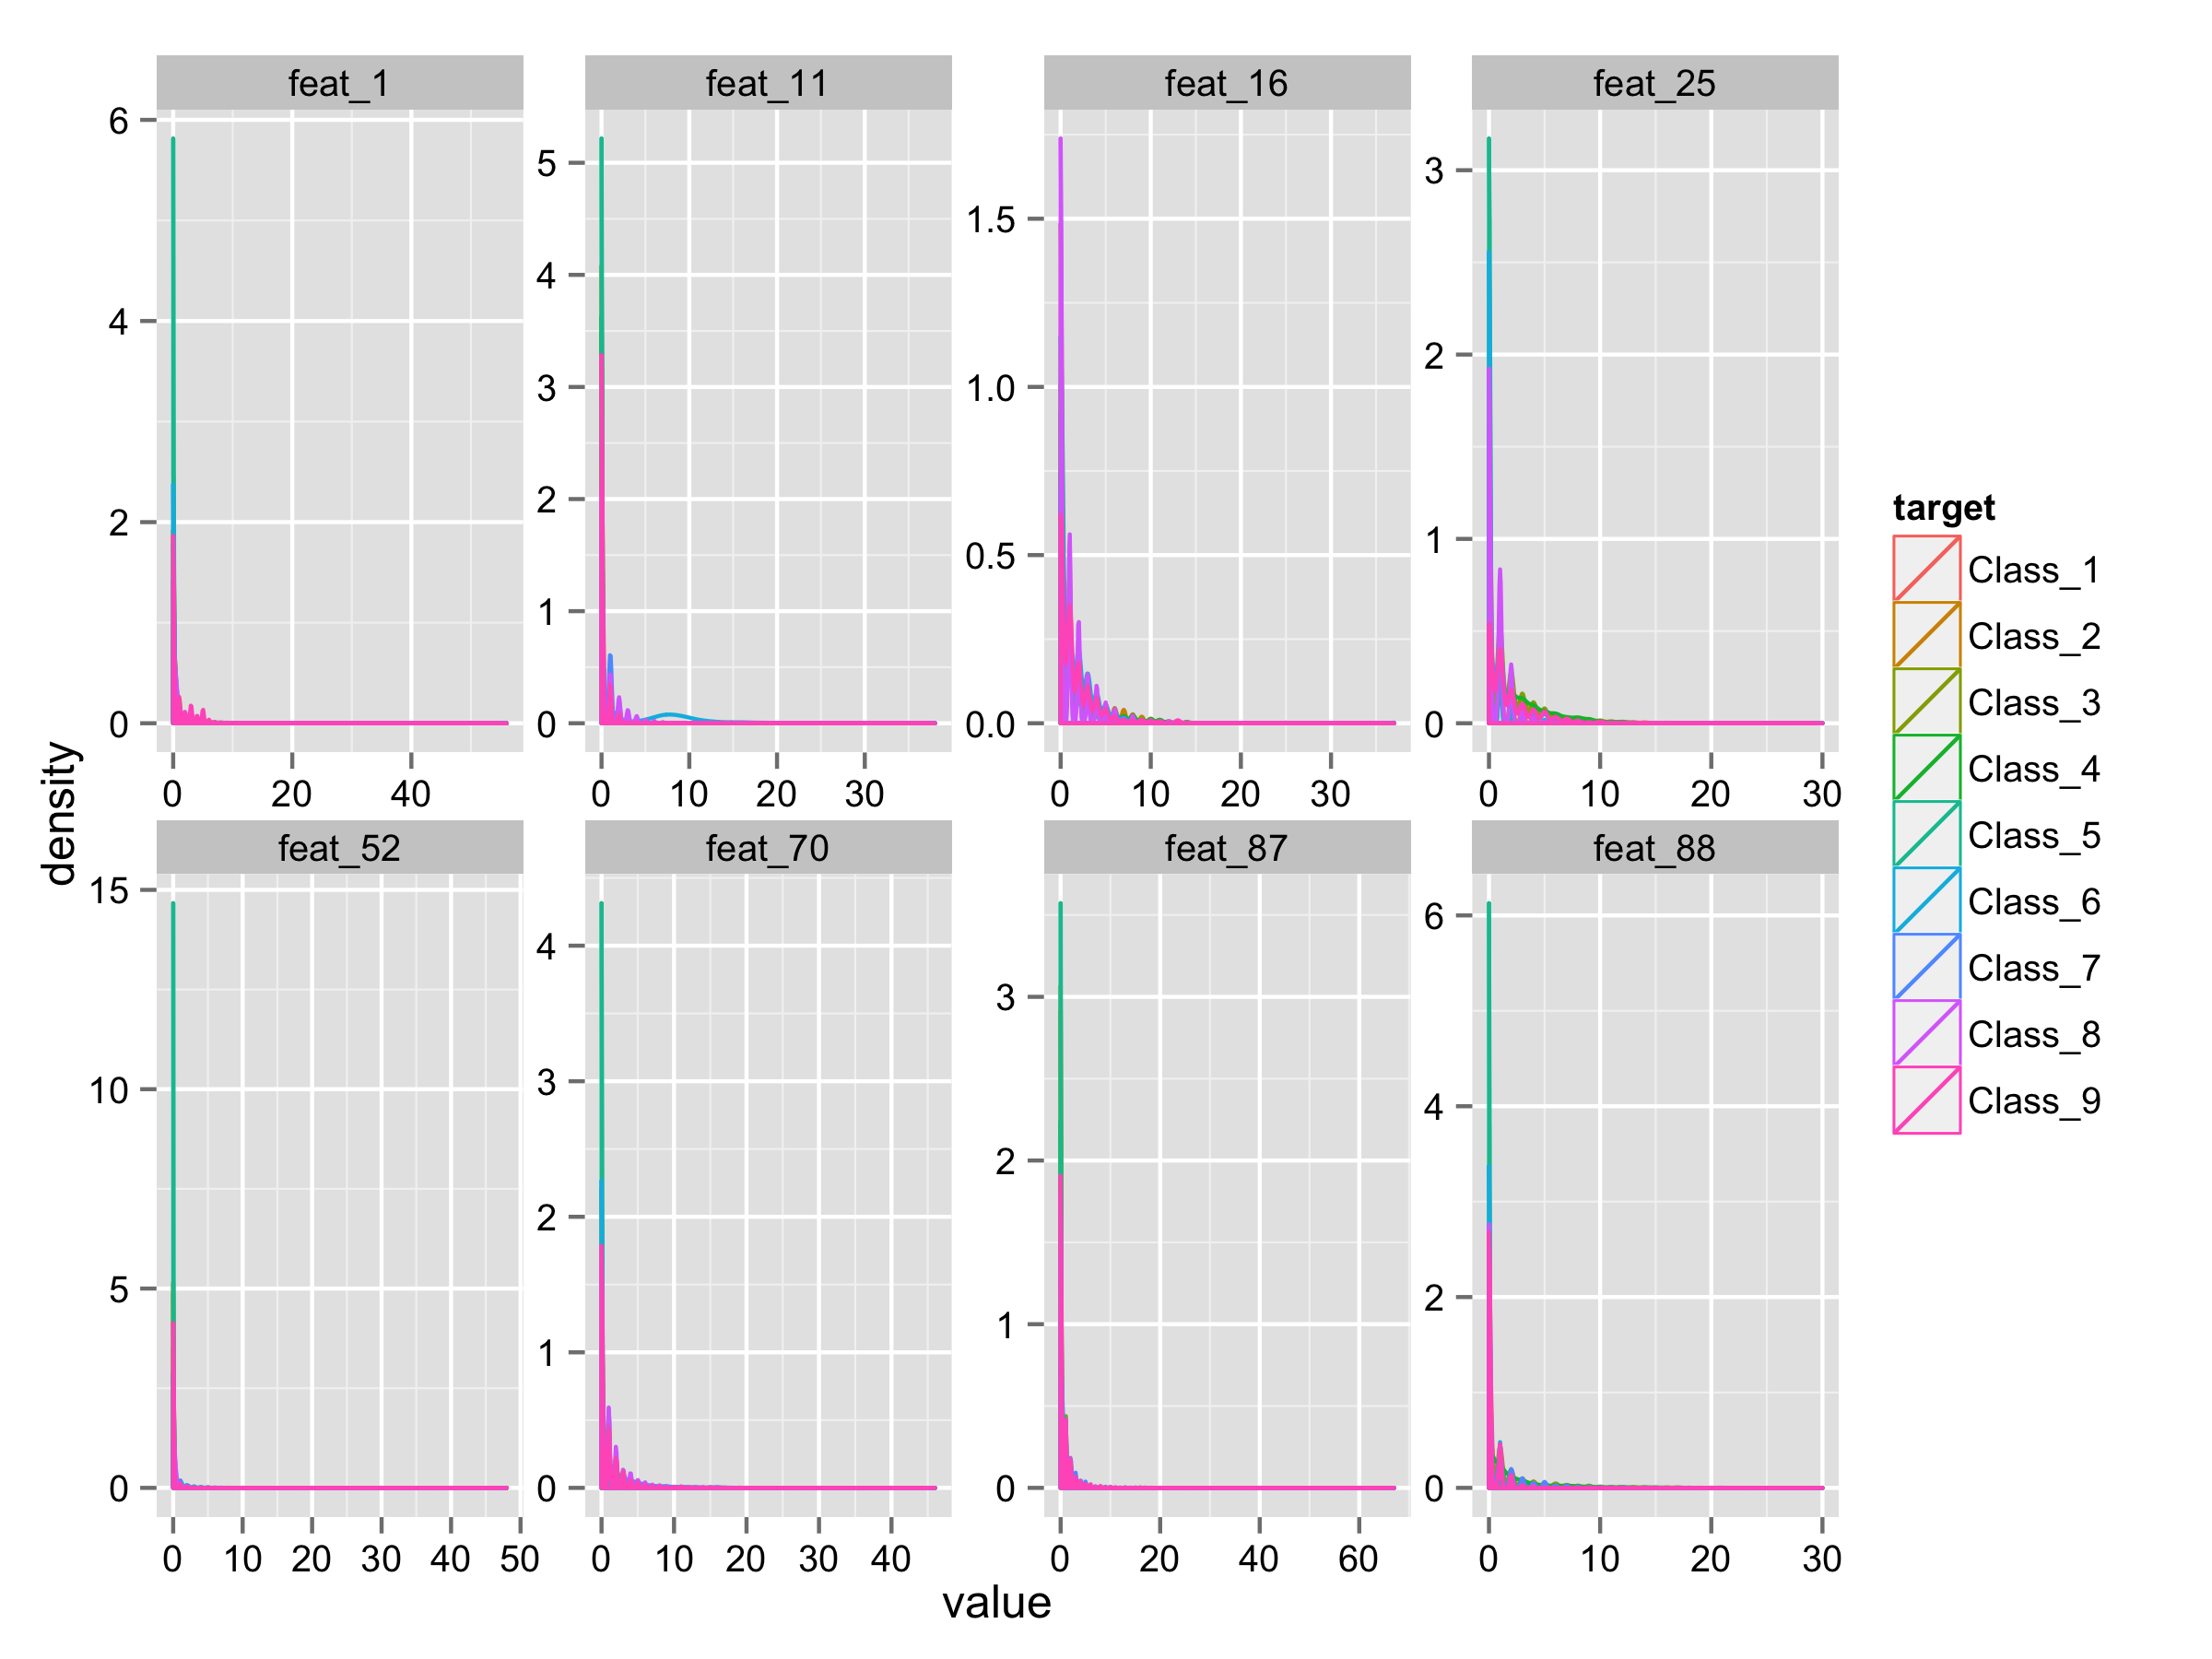 feat_1 feat_11 feat_16 feat_25
6 4 2 0
5 4 3 2 1 0
1.5 1.0 0.5 0.0
3 2 1 0
0 20 40
0 10 20 30
0 10 20 30
0 10 20 30
feat_52 feat_70 feat_87 feat_88
15 10 5 0
4 3 2 1 0
3 2 1 0
6 4 2 0
0 10 20 30 40 50
0 10 20 30 40
0 20 40 60
0 10 20 30
density
value
target
Class_1
Class_2
Class_3
Class_4
Class_5
Class_6
Class_7
Class_8
Class_9